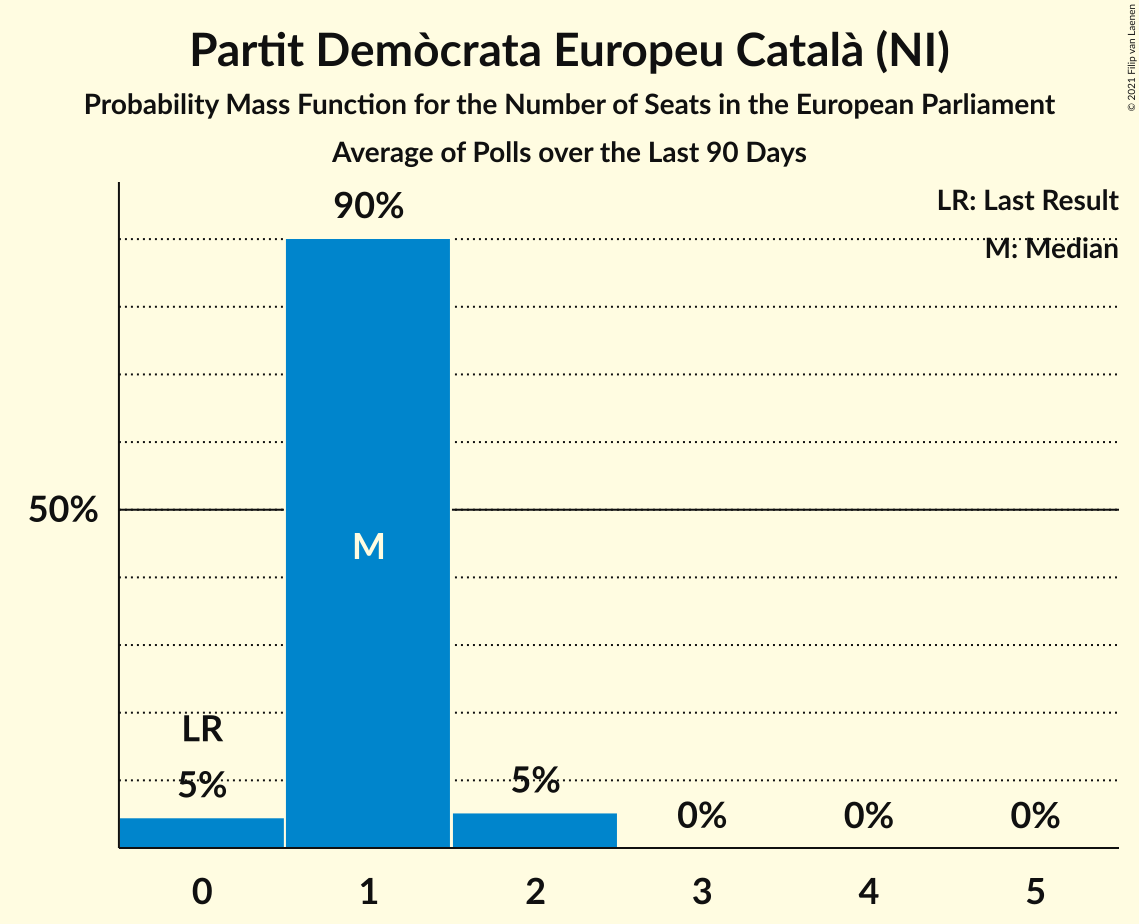 Partit Demòcrata Europeu Català (NI)
Probability Mass Function for the Number of Seats in the European Parliament
Average of Polls over the Last 90 Days
© 2021 Filip van Laenen
LR: Last Result
M: Median
90%
50%
M
LR
5%
5%
0%
0%
0%
0
1
2
3
4
5